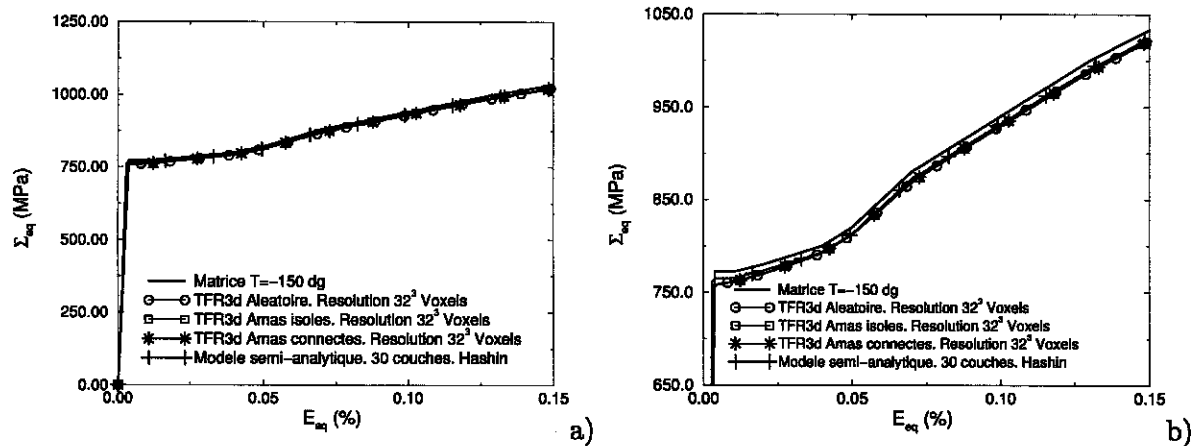 1250.00
1000.00
750.00
500.00
250.00
0.00
Σeq (MPa)
Matrice T=−150 dg
TFR3d Aleatoire. Resolution 32³ Voxels
TFR3d Amas isoles. Resolution 32³ Voxels
TFR3d Amas connectes. Resolution 32³ Voxels
Modele semi−analytique. 30 couches. Hashin
0.00 0.05 0.10 0.15
Eeq (%)
a)
1050.0
950.0
850.0
750.0
650.0
Σeq (MPa)
Matrice T=−150 dg
TFR3d Aleatoire. Resolution 32³ Voxels
TFR3d Amas isoles. Resolution 32³ Voxels
TFR3d Amas connectes. Resolution 32³ Voxels
Modele semi−analytique. 30 couches. Hashin
0.00 0.05 0.10 0.15
Eeq (%)
b)